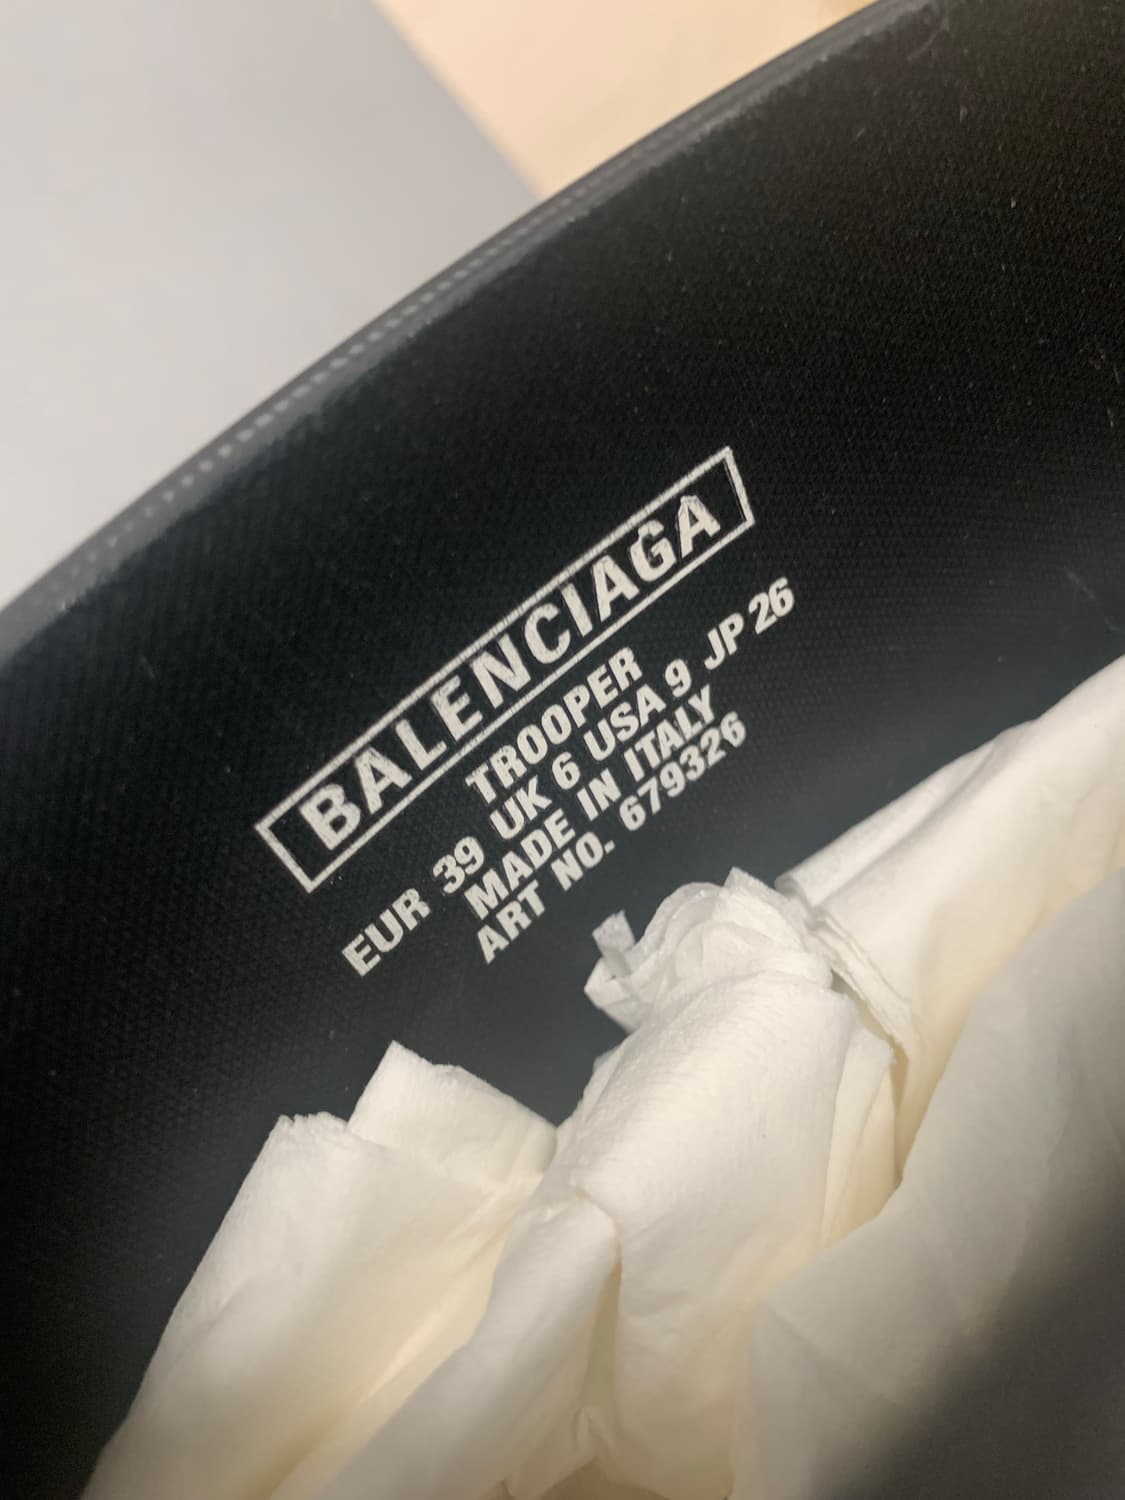 BALENCIAGA
TROOPER
EUR 39 UK 6 USA 9 JP 26
MADE IN ITALY
ART NO. 679326